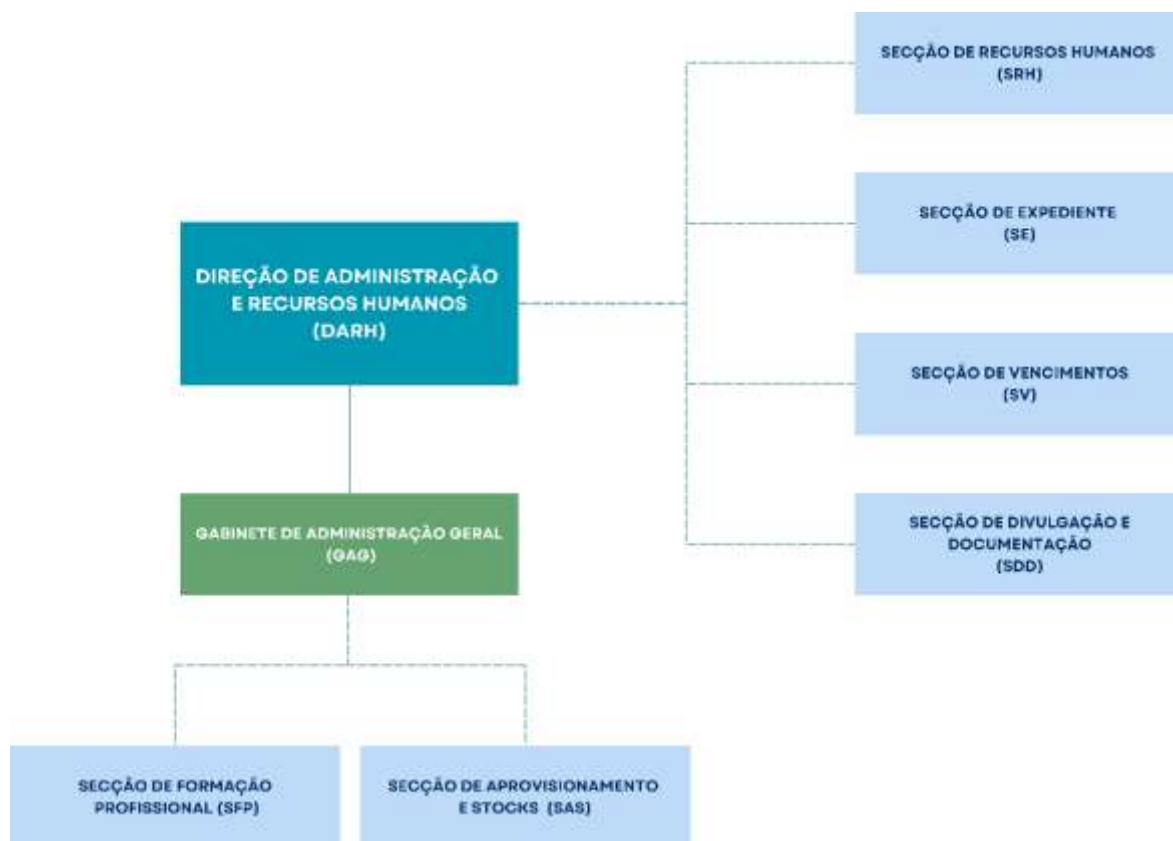 SECÇÃO DE RECURSOS HUMANOS
(SRH)
SECÇÃO DE EXPEDIENTE
(SE)
DIREÇÃO DE ADMINISTRAÇÃO
E RECURSOS HUMANOS
(DARH)
SECÇÃO DE VENCIMENTOS
(SV)
GABINETE DE ADMINISTRAÇÃO GERAL
(GAG)
SECÇÃO DE DIVULGAÇÃO E
DOCUMENTAÇÃO
(SDD)
SECÇÃO DE FORMAÇÃO
PROFISSIONAL (SFP)
SECÇÃO DE APROVISIONAMENTO
E STOCKS (SAS)